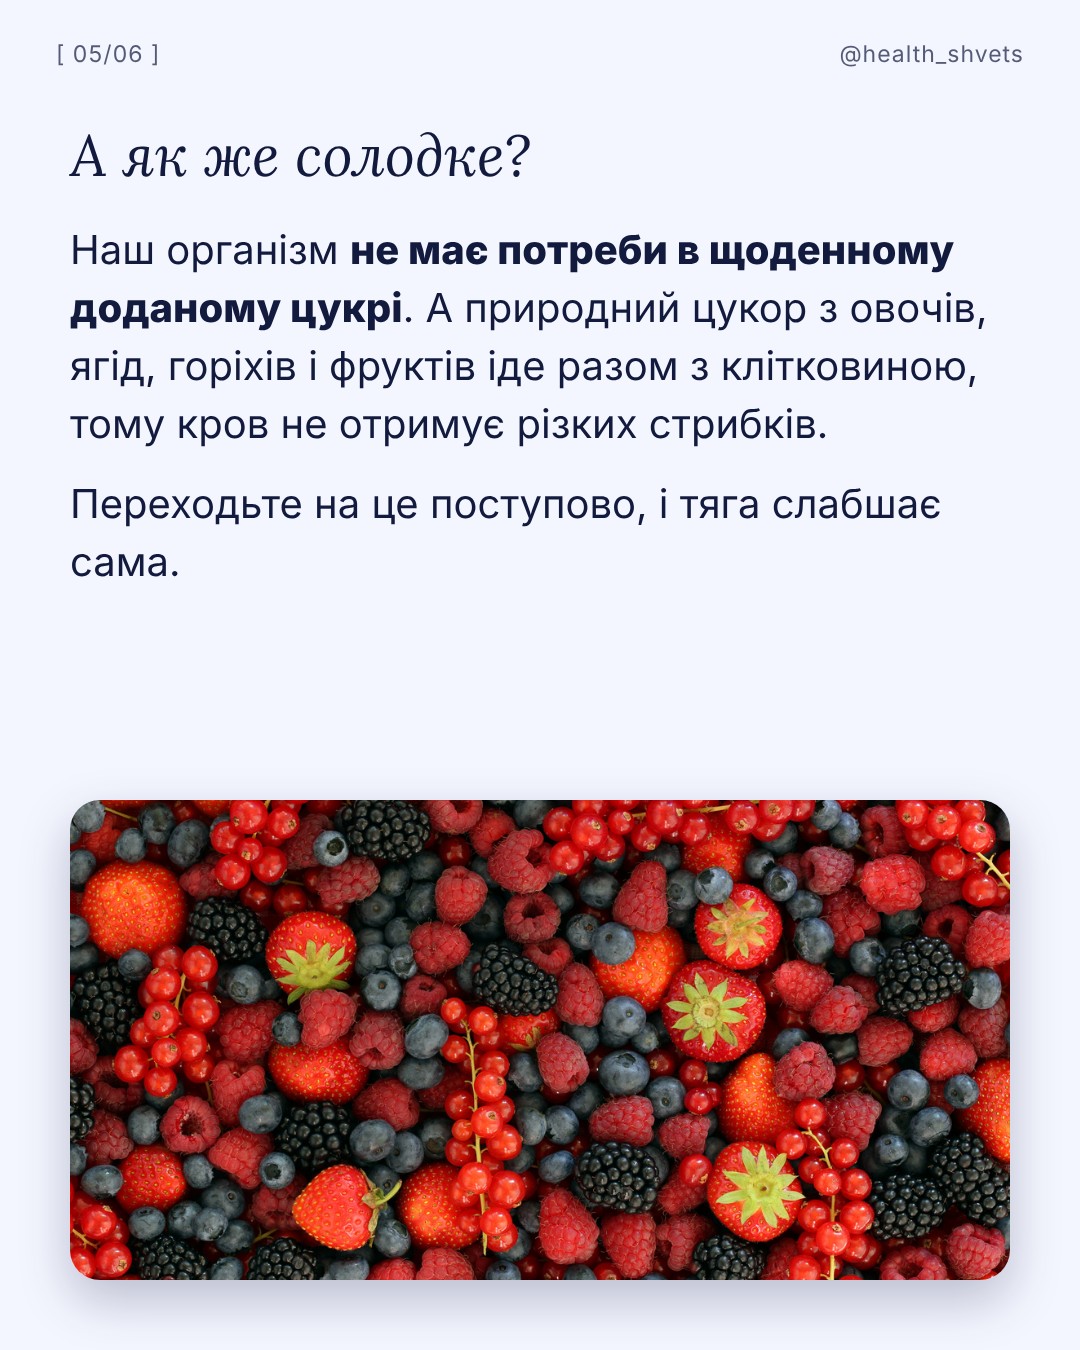 [ 05/06 ]
@health_shvets
А як же солодке?
Наш організм не має потреби в щоденному
доданому цукрі. А природний цукор з овочів,
ягід, горіхів і фруктів іде разом з клітковиною,
тому кров не отримує різких стрибків.
Переходьте на це поступово, і тяга слабшає
сама.